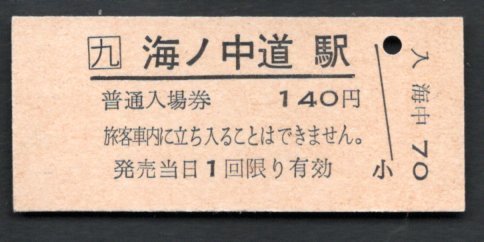 九 海ノ中道 駅
普通入場券 140円
旅客車内に立ち入ることはできません。
発売当日1回限り有効
小
入 海中 70